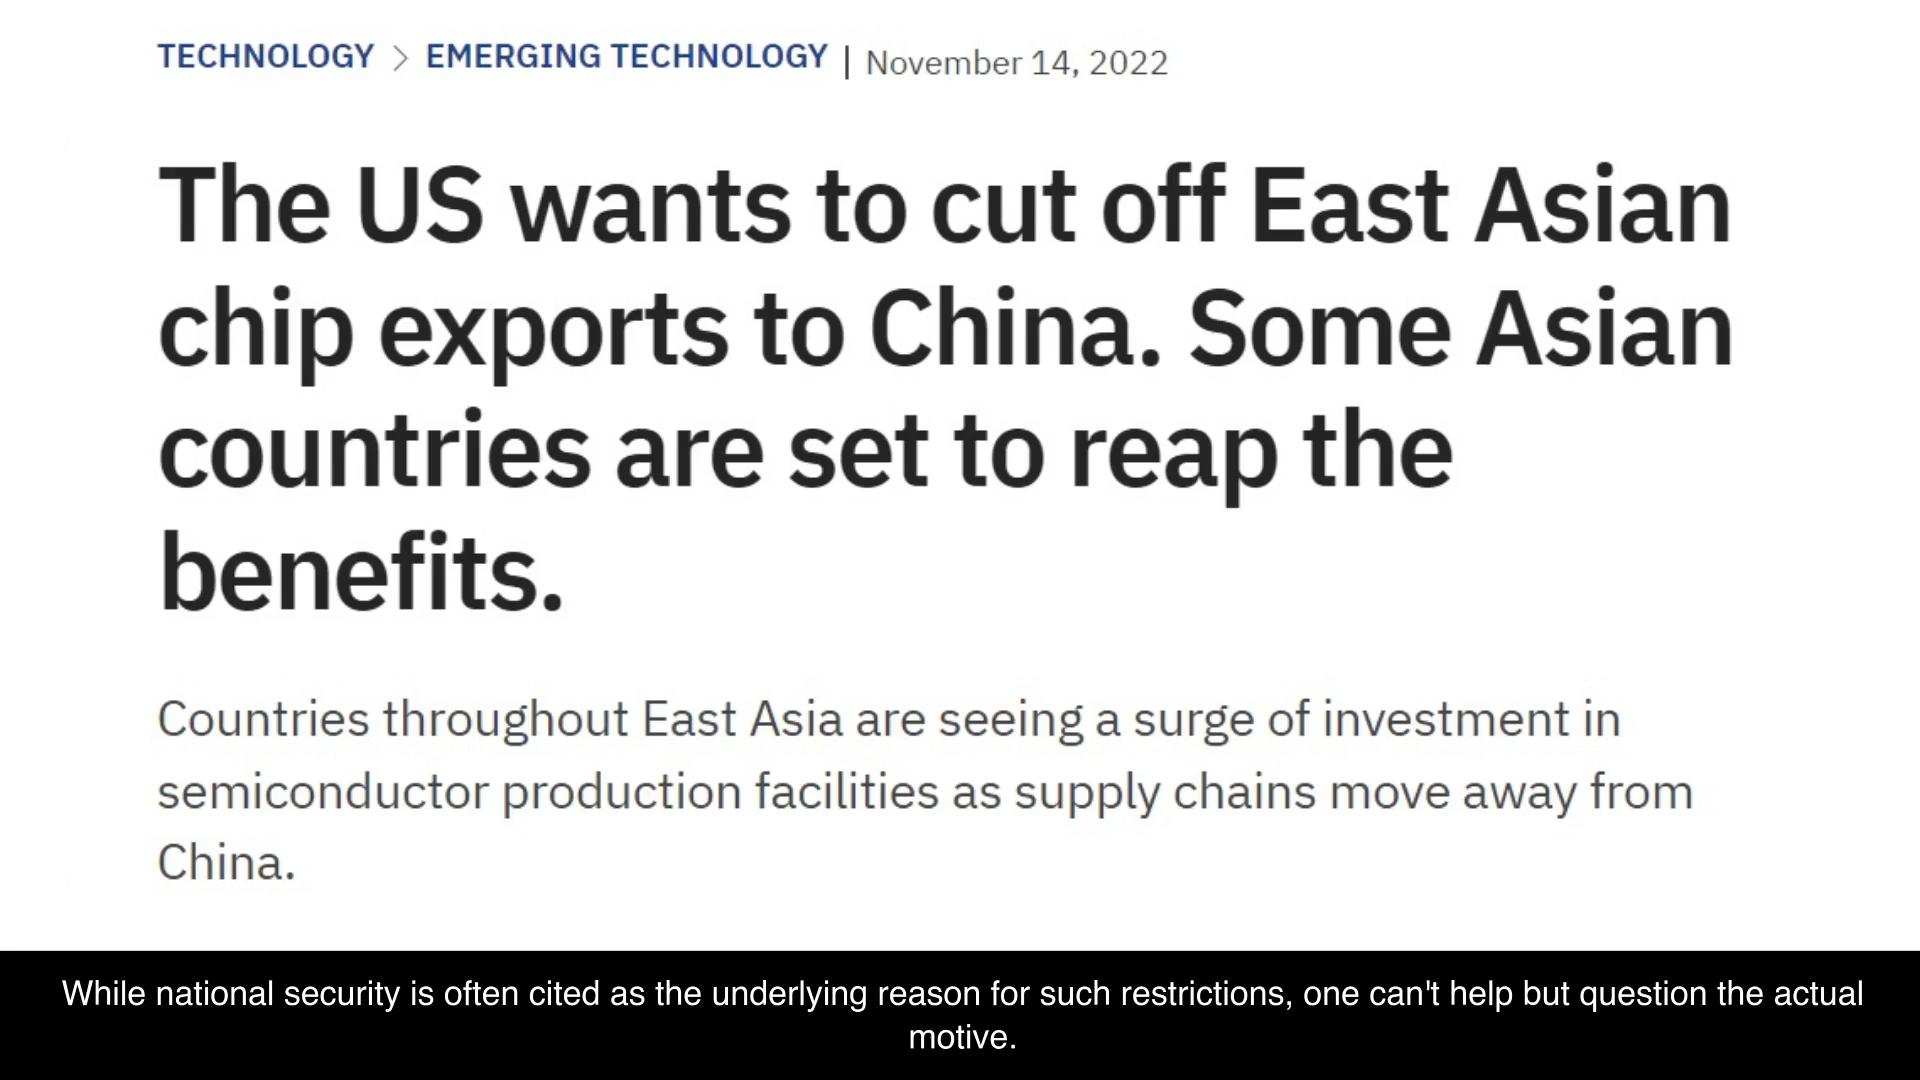 TECHNOLOGY > EMERGING TECHNOLOGY | November 14, 2022
The US wants to cut off East Asian
chip exports to China. Some Asian
countries are set to reap the
benefits.
Countries throughout East Asia are seeing a surge of investment in
semiconductor production facilities as supply chains move away from
China.
While national security is often cited as the underlying reason for such restrictions, one can't help but question the actual
motive.